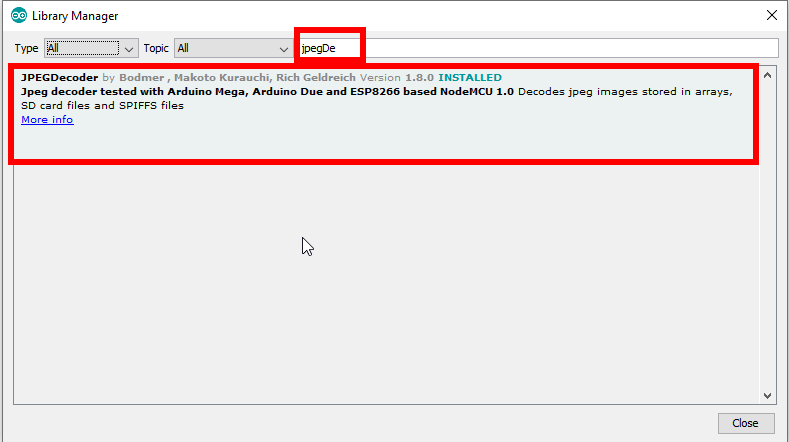 Library Manager
Type All Topic All jpegDe
JPEGDecoder by Bodmer , Makoto Kurauchi, Rich Geldreich Version 1.8.0 INSTALLED
Jpeg decoder tested with Arduino Mega, Arduino Due and ESP8266 based NodeMCU 1.0 Decodes jpeg images stored in arrays,
SD card files and SPIFFS files
More info
Close